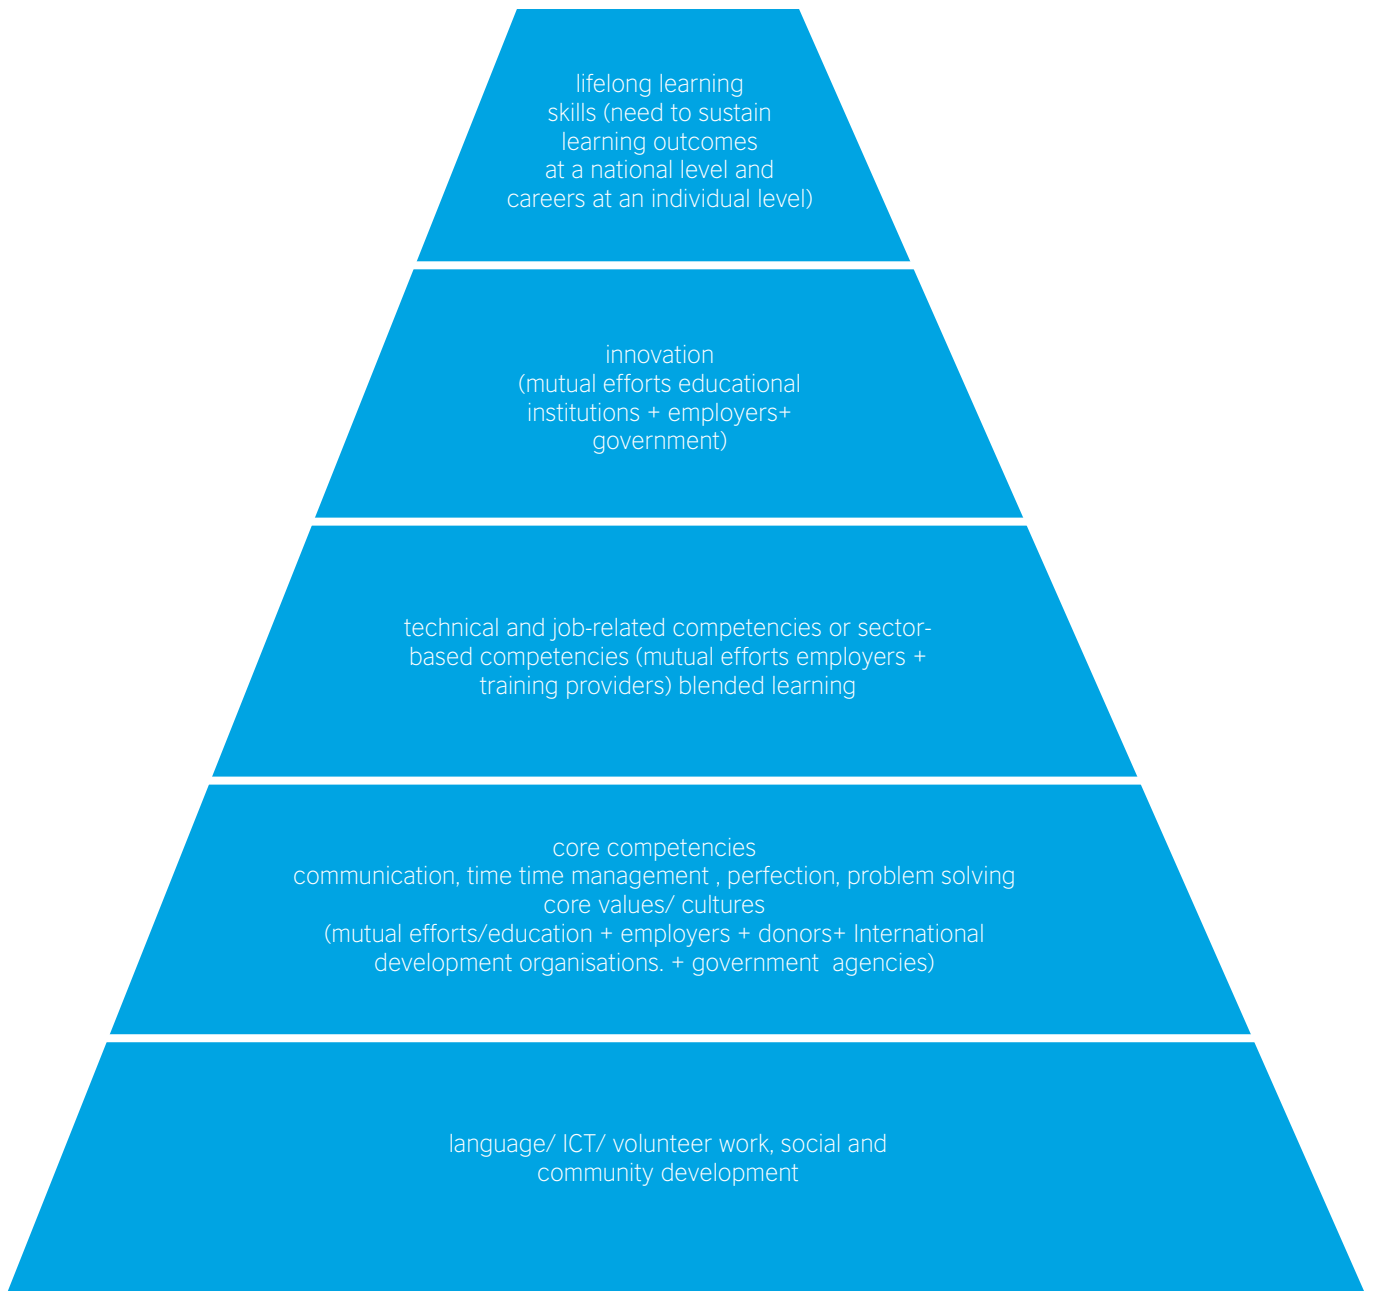 lifelong learning
skills (need to sustain
learning outcomes
at a national level and
careers at an individual level)
innovation
(mutual efforts educational
institutions + employers+
government)
technical and job-related competencies or sector-
based competencies (mutual efforts employers +
training providers) blended learning
core competencies
communication, time time management , perfection, problem solving
core values/ cultures
(mutual efforts/education + employers + donors+ International
development organisations. + government  agencies)
language/ ICT/ volunteer work, social and
community development